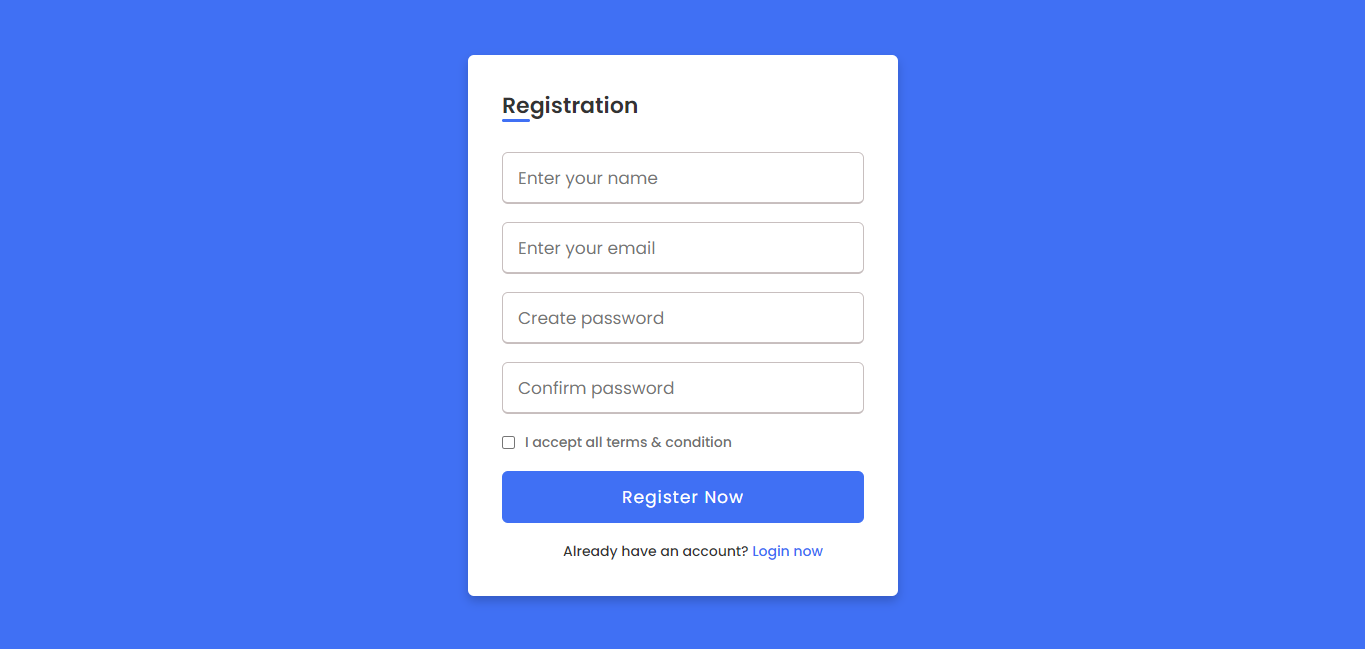 Registration
Enter your name
Enter your email
Create password
Confirm password
I accept all terms & condition
Register Now
Already have an account? Login now